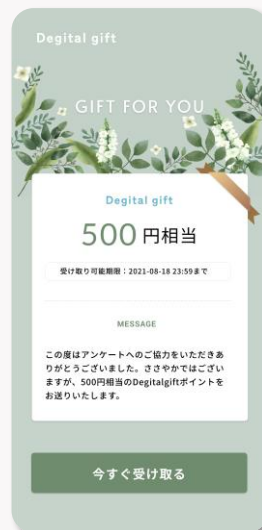 Degital gift
GIFT FOR YOU
Degital gift
500 円相当
受け取り可能期限：2021-08-18 23:59まで
MESSAGE
この度はアンケートへのご協力をいただきあ
りがとうございました。ささやかではござい
ますが、500円相当のDegitalgiftポイントを
お送りいたします。
今すぐ受け取る